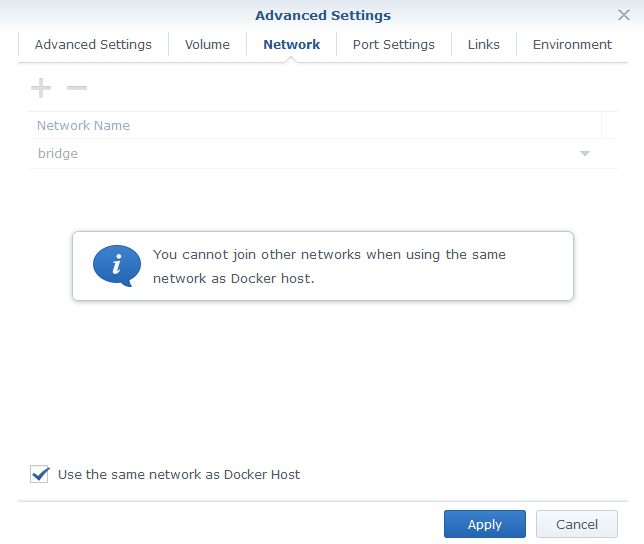 Advanced Settings
Advanced Settings Volume Network Port Settings Links Environment
Network Name
bridge
You cannot join other networks when using the same
network as Docker host.
Use the same network as Docker Host
Apply Cancel